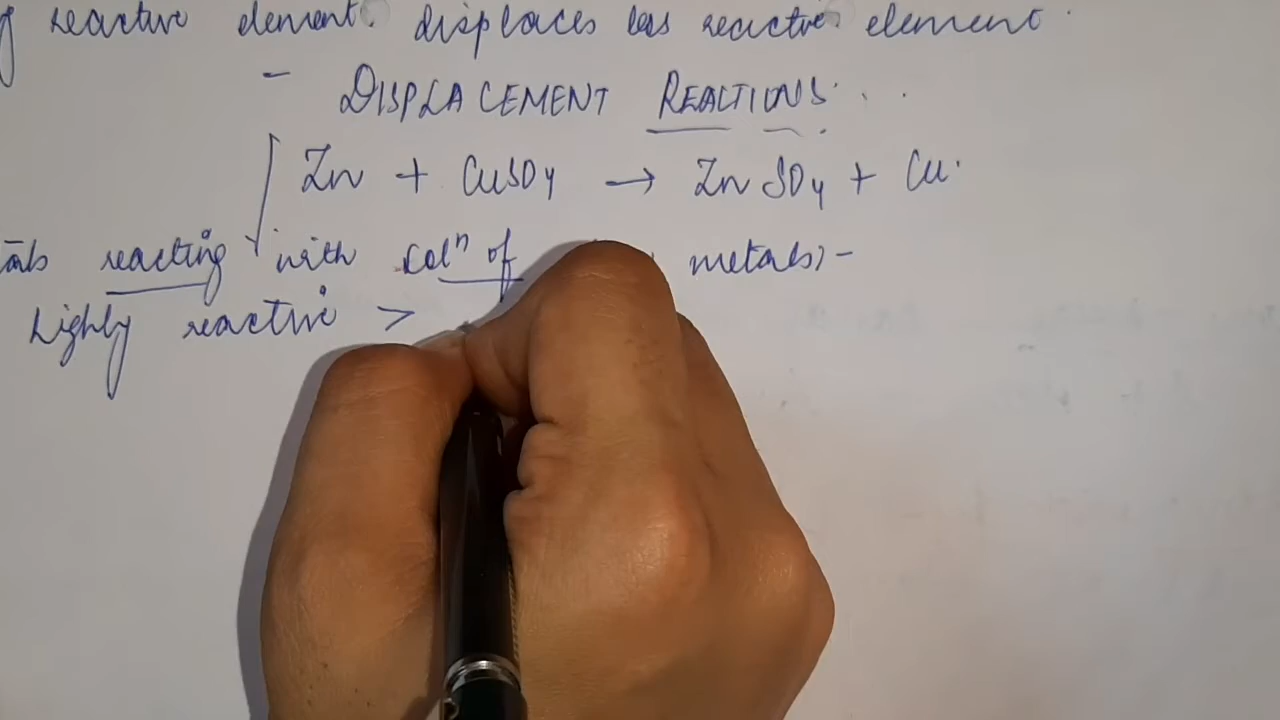 reactive element. displaces less reactive element.
- DISPLACEMENT REACTIONS...
Zn + CuSO4 → ZnSO4 + Cu.
reacting with solⁿ of metals:-
highly reactive >